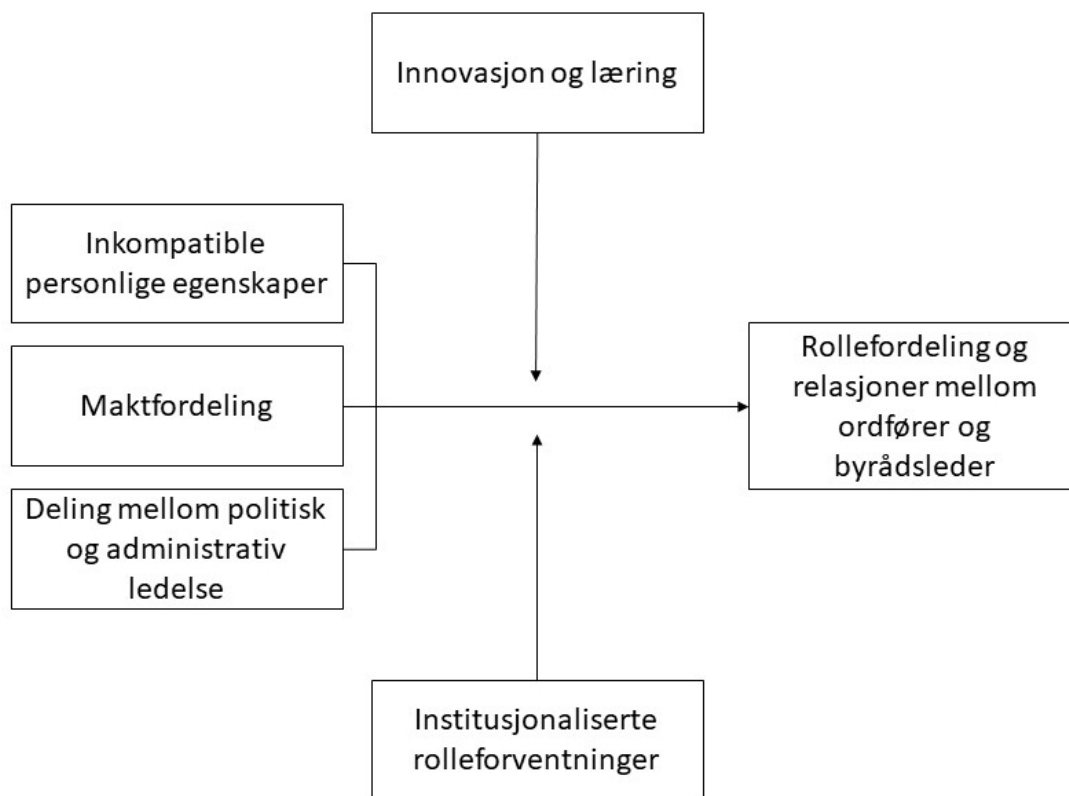 Innovasjon og læring
Inkompatible
personlige egenskaper
Maktfordeling
Deling mellom politisk
og administrativ
ledelse
Rollefordeling og
relasjoner mellom
ordfører og
byrådsleder
Institusjonaliserte
rolleforventninger